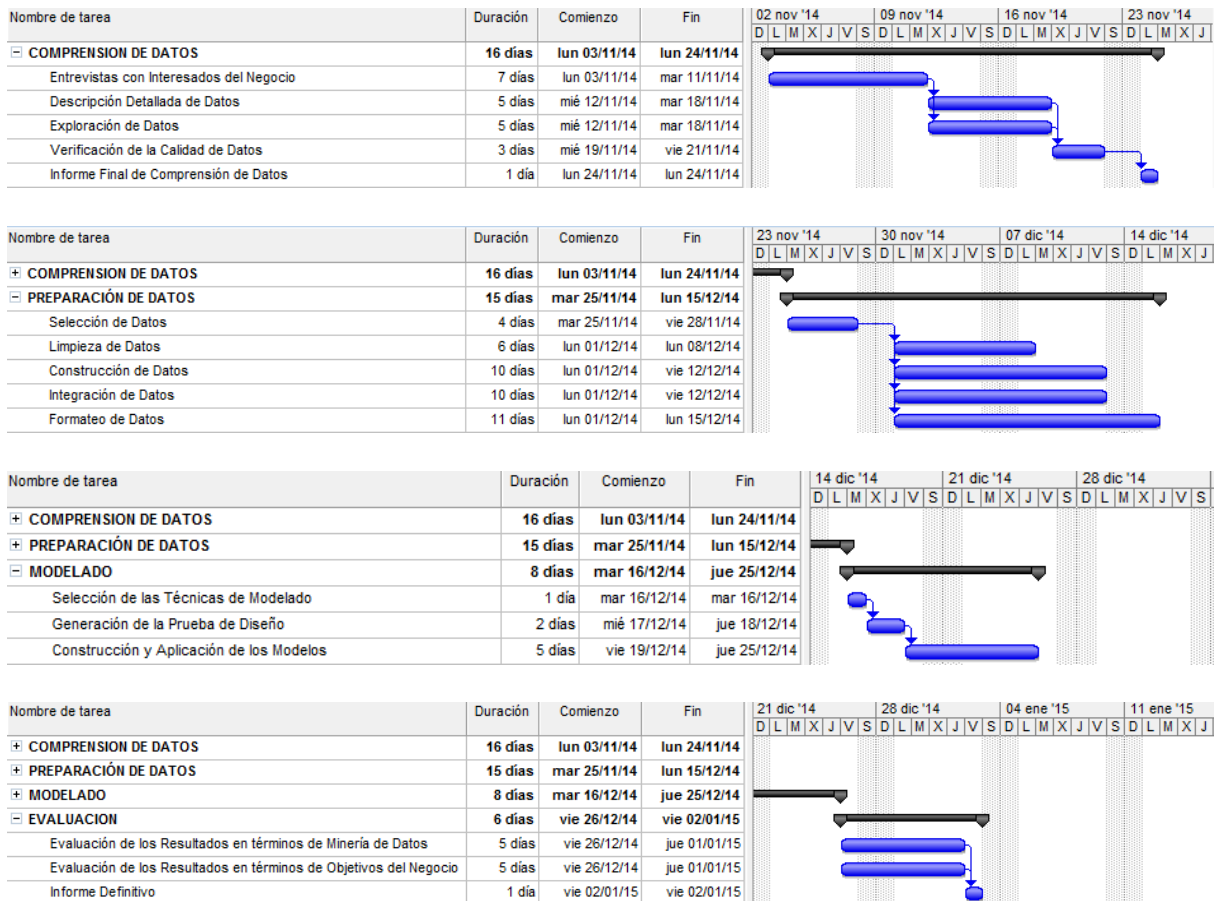 Nombre de tarea Duración Comienzo Fin 02 nov '14 09 nov '14 16 nov '14 23 nov '14
D L M X J V S D L M X J V S D L M X J V S D L M X J
COMPRENSION DE DATOS 16 días lun 03/11/14 lun 24/11/14
Entrevistas con Interesados del Negocio 7 días lun 03/11/14 mar 11/11/14
Descripción Detallada de Datos 5 días mié 12/11/14 mar 18/11/14
Exploración de Datos 5 días mié 12/11/14 mar 18/11/14
Verificación de la Calidad de Datos 3 días mié 19/11/14 vie 21/11/14
Informe Final de Comprensión de Datos 1 día lun 24/11/14 lun 24/11/14
Nombre de tarea Duración Comienzo Fin 23 nov '14 30 nov '14 07 dic '14 14 dic '14
D L M X J V S D L M X J V S D L M X J V S D L M X J
COMPRENSION DE DATOS 16 días lun 03/11/14 lun 24/11/14
PREPARACIÓN DE DATOS 15 días mar 25/11/14 lun 15/12/14
Selección de Datos 4 días mar 25/11/14 vie 28/11/14
Limpieza de Datos 6 días lun 01/12/14 lun 08/12/14
Construcción de Datos 10 días lun 01/12/14 vie 12/12/14
Integración de Datos 10 días lun 01/12/14 vie 12/12/14
Formateo de Datos 11 días lun 01/12/14 lun 15/12/14
Nombre de tarea Duración Comienzo Fin 14 dic '14 21 dic '14 28 dic '14
D L M X J V S D L M X J V S D L M X J V S
COMPRENSION DE DATOS 16 días lun 03/11/14 lun 24/11/14
PREPARACIÓN DE DATOS 15 días mar 25/11/14 lun 15/12/14
MODELADO 8 días mar 16/12/14 jue 25/12/14
Selección de las Técnicas de Modelado 1 día mar 16/12/14 mar 16/12/14
Generación de la Prueba de Diseño 2 días mié 17/12/14 jue 18/12/14
Construcción y Aplicación de los Modelos 5 días vie 19/12/14 jue 25/12/14
Nombre de tarea Duración Comienzo Fin 21 dic '14 28 dic '14 04 ene '15 11 ene '15
D L M X J V S D L M X J V S D L M X J V S D L M X J
COMPRENSION DE DATOS 16 días lun 03/11/14 lun 24/11/14
PREPARACIÓN DE DATOS 15 días mar 25/11/14 lun 15/12/14
MODELADO 8 días mar 16/12/14 jue 25/12/14
EVALUACION 6 días vie 26/12/14 vie 02/01/15
Evaluación de los Resultados en términos de Minería de Datos 5 días vie 26/12/14 jue 01/01/15
Evaluación de los Resultados en términos de Objetivos del Negocio 5 días vie 26/12/14 jue 01/01/15
Informe Definitivo 1 día vie 02/01/15 vie 02/01/15